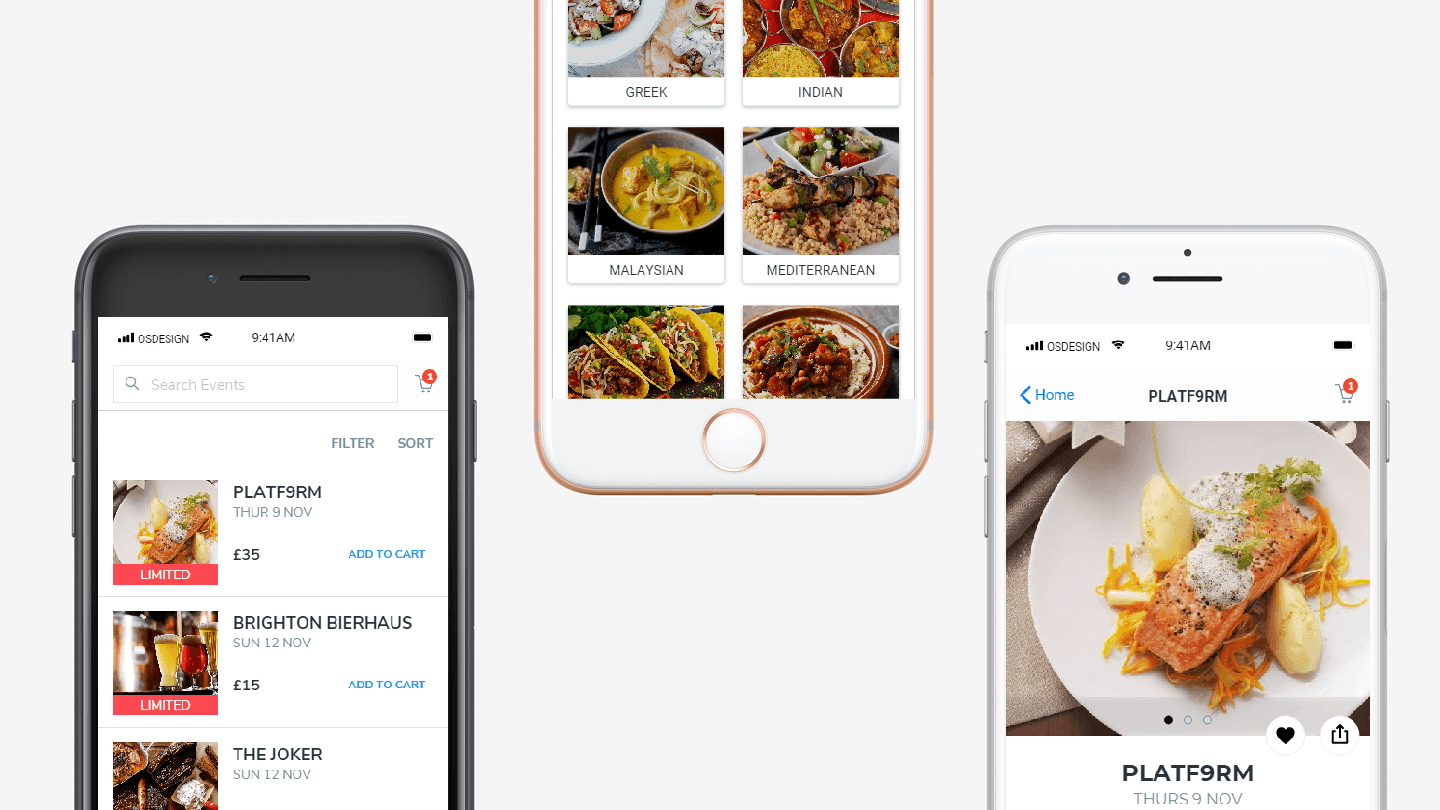 OSDESIGN 9:41AM
1
Search Events
FILTER SORT
PLATF9RM
THUR 9 NOV
£35 ADD TO CART
LIMITED
BRIGHTON BIERHAUS
SUN 12 NOV
£15 ADD TO CART
LIMITED
THE JOKER
SUN 12 NOV
GREEK INDIAN
MALAYSIAN MEDITERRANEAN
OSDESIGN 9:41AM
1
Home PLATF9RM
PLATF9RM
THURS 9 NOV